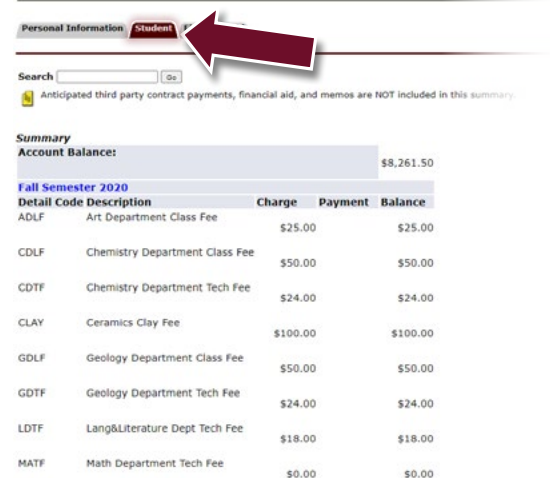 Personal Information Student
Search Go
Anticipated third party contract payments, financial aid, and memos are NOT included in this summary.
Summary
Account Balance:
$8,261.50
Fall Semester 2020
Detail Code Description Charge Payment Balance
ADLF Art Department Class Fee
$25.00 $25.00
CDLF Chemistry Department Class Fee
$50.00 $50.00
CDTF Chemistry Department Tech Fee
$24.00 $24.00
CLAY Ceramics Clay Fee
$100.00 $100.00
GDLF Geology Department Class Fee
$50.00 $50.00
GDTF Geology Department Tech Fee
$24.00 $24.00
LDTF Lang&Literature Dept Tech Fee
$18.00 $18.00
MATF Math Department Tech Fee
$0.00 $0.00